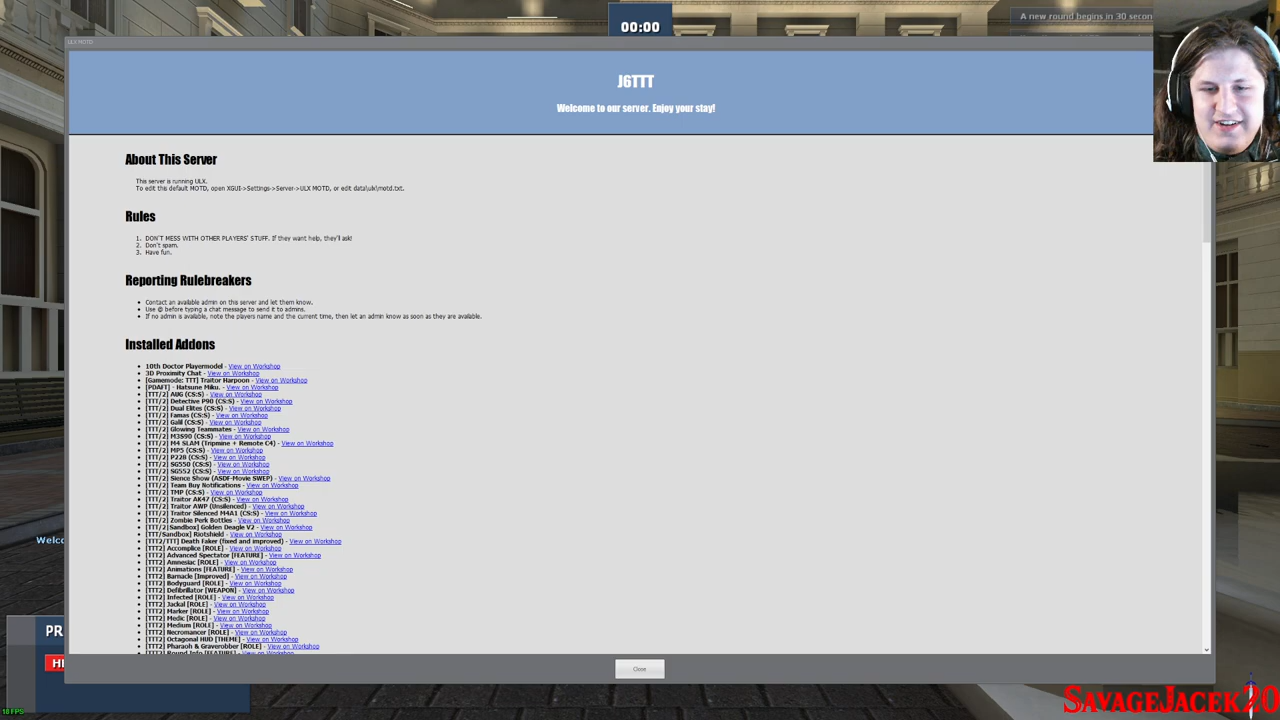 00:00
A new round begins in 30 secon
ULX MOTD
J6TTT
Welcome to our server. Enjoy your stay!
About This Server
This server is running ULX.
To edit this default MOTD, open XGUI->Settings->Server->ULX MOTD, or edit data\ulx\motd.txt.
Rules
1. DON'T MESS WITH OTHER PLAYERS' STUFF. If they want help, they'll ask!
2. Don't spam.
3. Have fun.
Reporting Rulebreakers
• Contact an available admin on this server and let them know.
• Use @ before typing a chat message to send it to admins.
• If no admin is available, note the players name and the current time, then let an admin know as soon as they are available.
Installed Addons
• 10th Doctor Playermodel - View on Workshop
• 3D Proximity Chat - View on Workshop
• [Gamemode: TTT] Traitor Harpoon - View on Workshop
• [PDAFT] - Hatsune Miku. - View on Workshop
• [TTT/2] AUG (CS:S) - View on Workshop
• [TTT/2] Detective P90 (CS:S) - View on Workshop
• [TTT/2] Dual Elites (CS:S) - View on Workshop
• [TTT/2] Famas (CS:S) - View on Workshop
• [TTT/2] Galil (CS:S) - View on Workshop
• [TTT/2] Glowing Teammates - View on Workshop
• [TTT/2] M3S90 (CS:S) - View on Workshop
• [TTT/2] M4 SLAM (Tripmine + Remote C4) - View on Workshop
• [TTT/2] MP5 (CS:S) - View on Workshop
• [TTT/2] P228 (CS:S) - View on Workshop
• [TTT/2] SG550 (CS:S) - View on Workshop
• [TTT/2] SG552 (CS:S) - View on Workshop
• [TTT/2] Sience Show (ASDF-Movie SWEP) - View on Workshop
• [TTT/2] Team Buy Notifications - View on Workshop
• [TTT/2] TMP (CS:S) - View on Workshop
• [TTT/2] Traitor AK47 (CS:S) - View on Workshop
• [TTT/2] Traitor AWP (Unsilenced) - View on Workshop
• [TTT/2] Traitor Silenced M4A1 (CS:S) - View on Workshop
• [TTT/2] Zombie Perk Bottles - View on Workshop
• [TTT/2|Sandbox] Golden Deagle V2 - View on Workshop
• [TTT/Sandbox] Riotshield - View on Workshop
• [TTT2/TTT] Death Faker (fixed and improved) - View on Workshop
• [TTT2] Accomplice [ROLE] - View on Workshop
• [TTT2] Advanced Spectator [FEATURE] - View on Workshop
• [TTT2] Amnesiac [ROLE] - View on Workshop
• [TTT2] Animations [FEATURE] - View on Workshop
• [TTT2] Barnacle [Improved] - View on Workshop
• [TTT2] Bodyguard [ROLE] - View on Workshop
• [TTT2] Defibrillator [WEAPON] - View on Workshop
• [TTT2] Infected [ROLE] - View on Workshop
• [TTT2] Jackal [ROLE] - View on Workshop
• [TTT2] Marker [ROLE] - View on Workshop
• [TTT2] Medic [ROLE] - View on Workshop
• [TTT2] Medium [ROLE] - View on Workshop
• [TTT2] Necromancer [ROLE] - View on Workshop
• [TTT2] Octagonal HUD [THEME] - View on Workshop
• [TTT2] Pharaoh & Graverobber [ROLE] - View on Workshop
• [TTT2] Round Info [FEATURE] - View on Workshop
Welco
PR
HE
Close
18 FPS
SavageJacek20